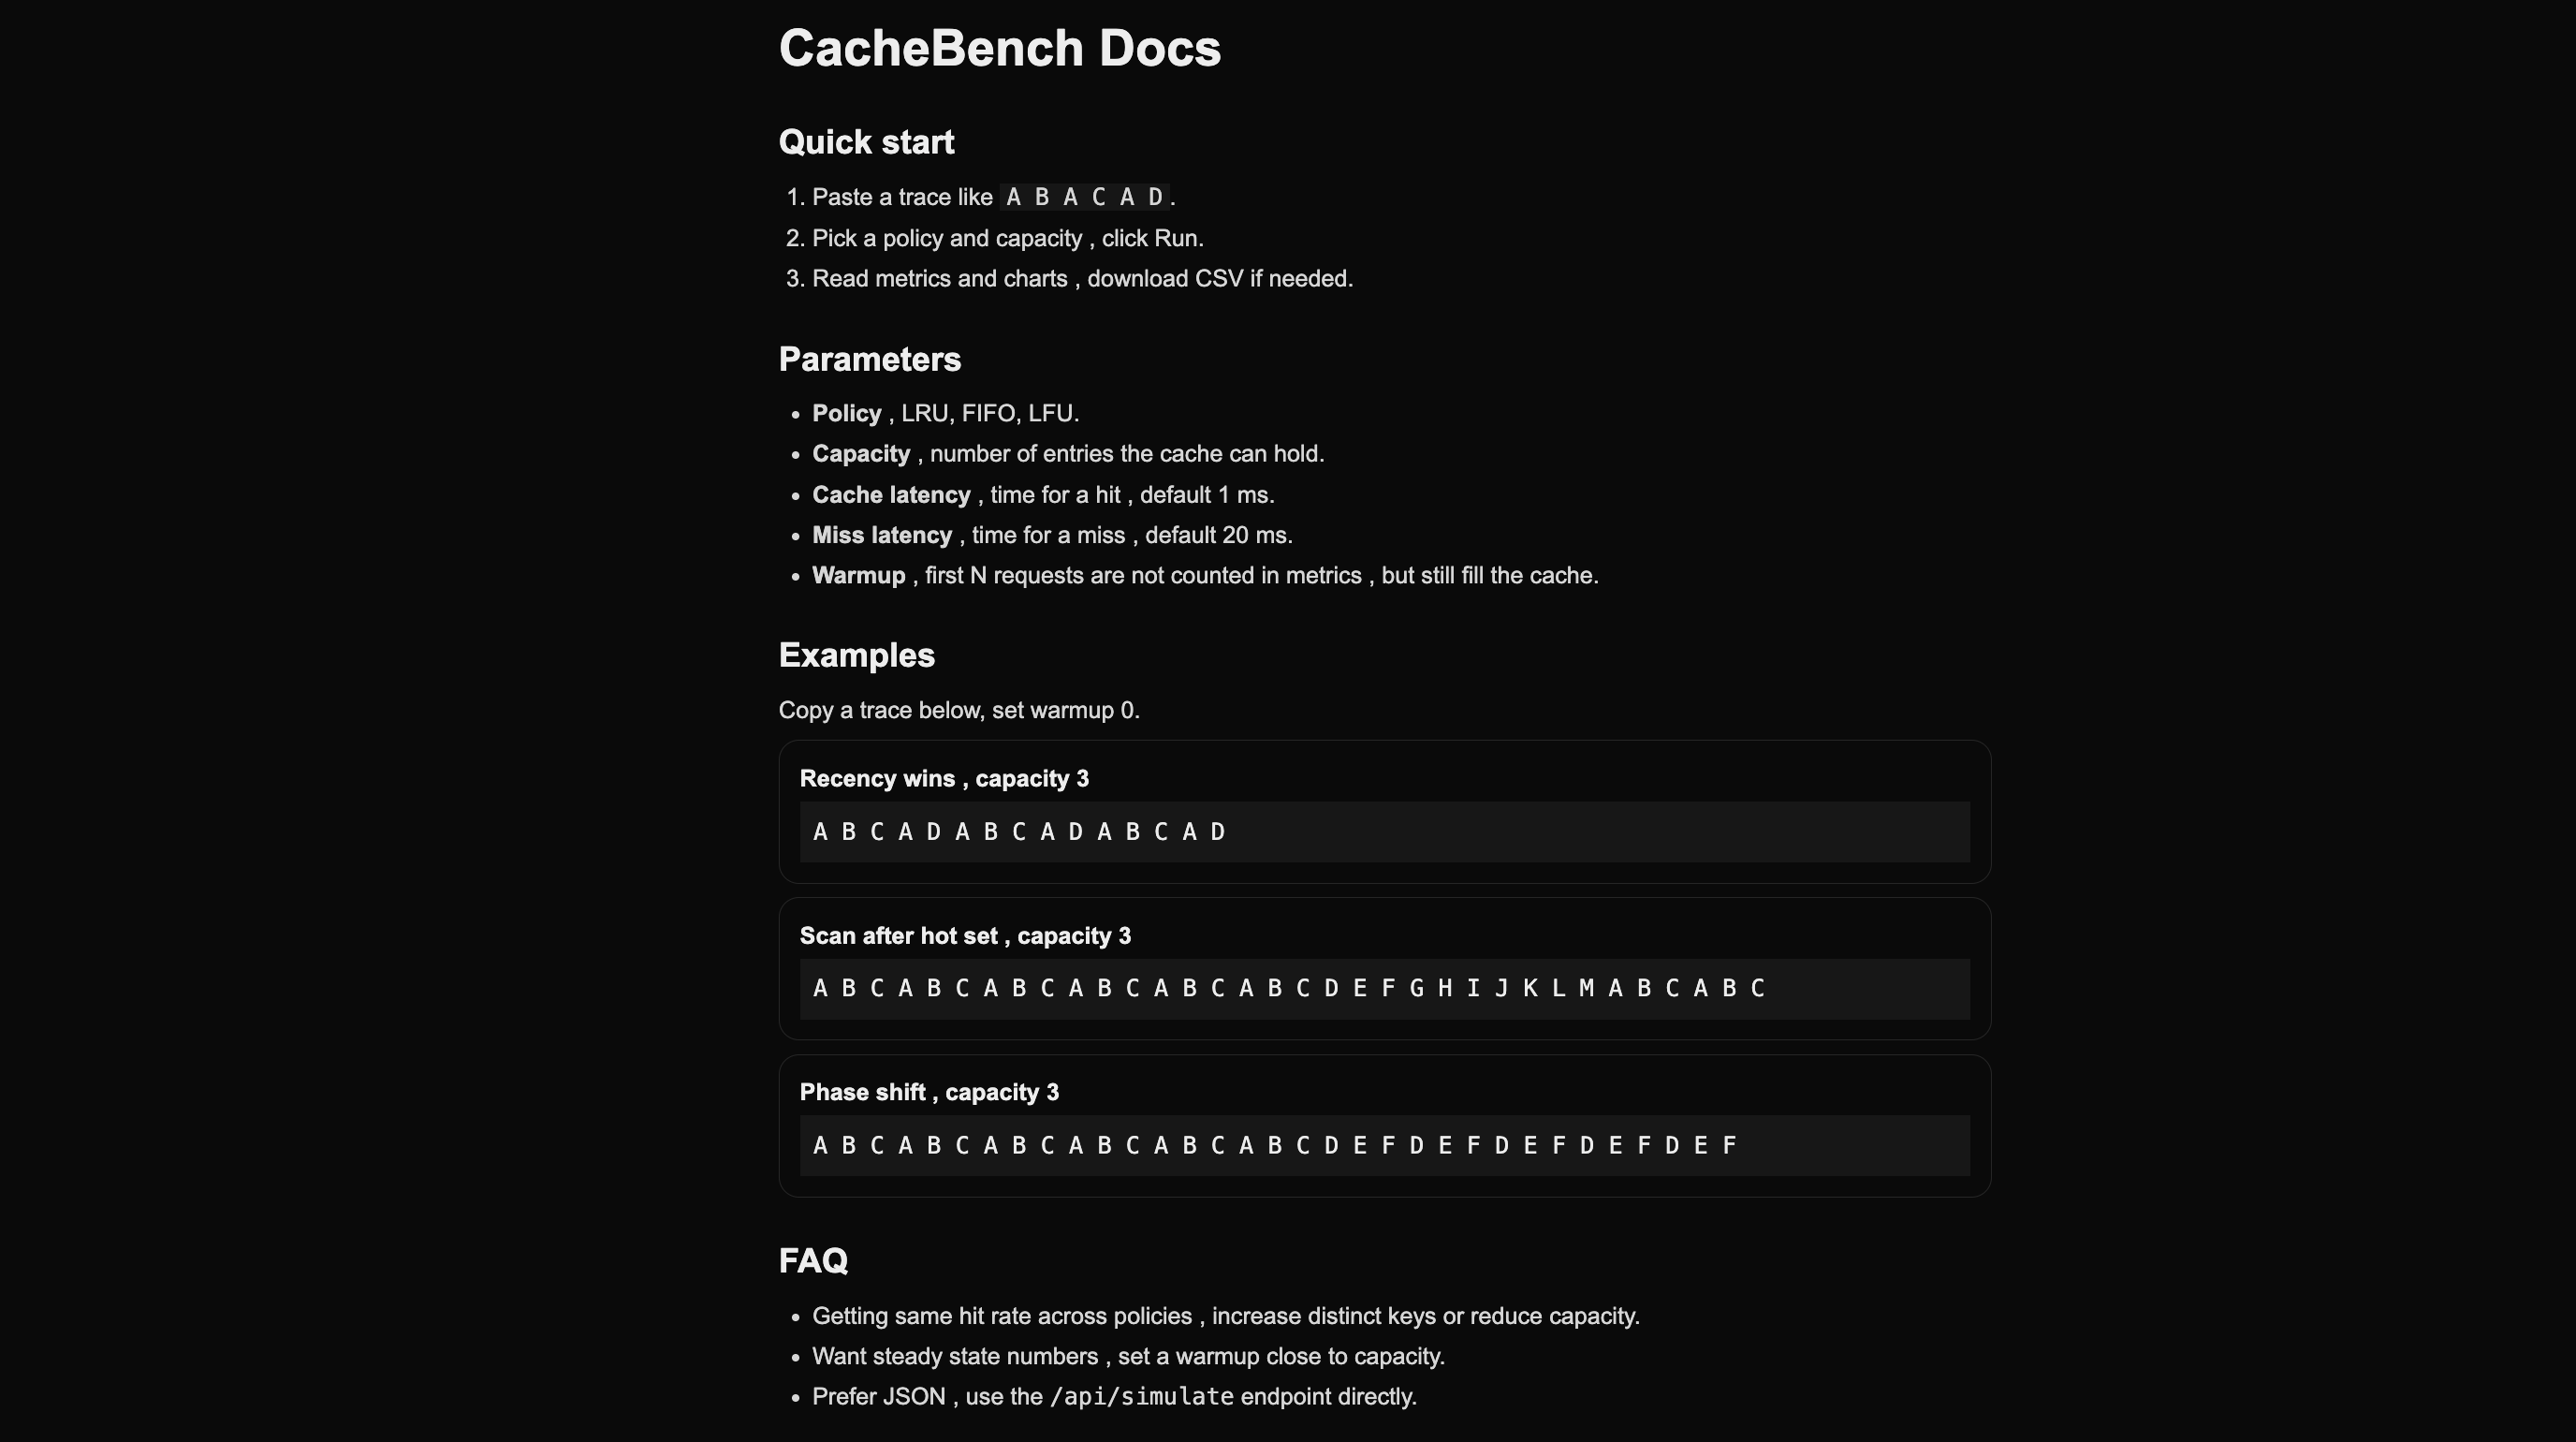 CacheBench Docs
Quick start
1. Paste a trace like A B A C A D.
2. Pick a policy and capacity , click Run.
3. Read metrics and charts , download CSV if needed.
Parameters
• Policy , LRU, FIFO, LFU.
• Capacity , number of entries the cache can hold.
• Cache latency , time for a hit , default 1 ms.
• Miss latency , time for a miss , default 20 ms.
• Warmup , first N requests are not counted in metrics , but still fill the cache.
Examples
Copy a trace below, set warmup 0.
Recency wins , capacity 3
A B C A D A B C A D A B C A D
Scan after hot set , capacity 3
A B C A B C A B C A B C A B C A B C D E F G H I J K L M A B C A B C
Phase shift , capacity 3
A B C A B C A B C A B C A B C A B C D E F D E F D E F D E F D E F
FAQ
• Getting same hit rate across policies , increase distinct keys or reduce capacity.
• Want steady state numbers , set a warmup close to capacity.
• Prefer JSON , use the /api/simulate endpoint directly.